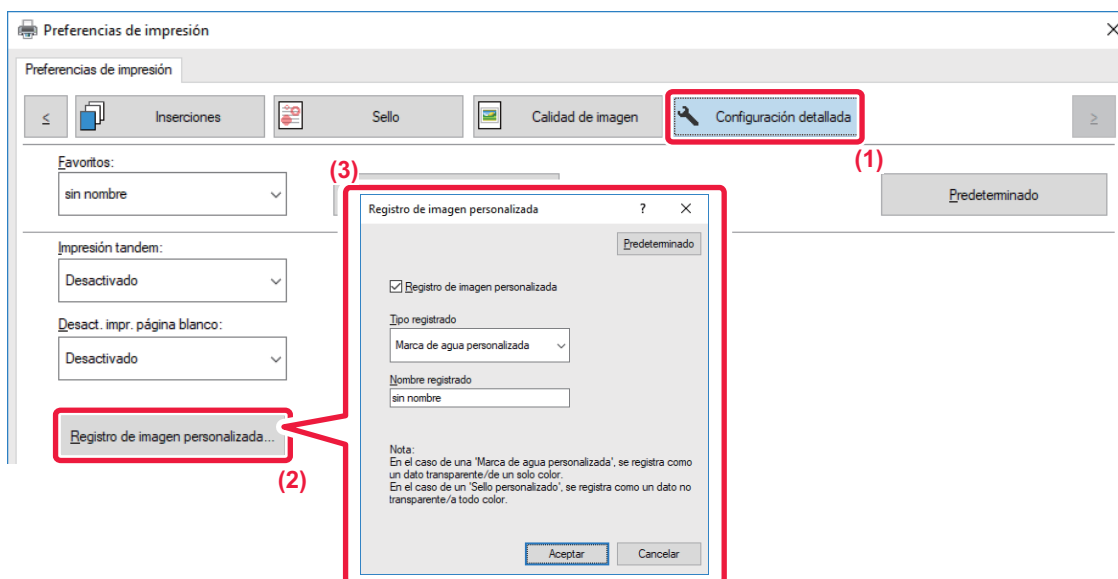 Preferencias de impresión
Preferencias de impresión
< Inserciones Sello Calidad de imagen Configuración detallada >
(1)
Favoritos:
sin nombre
Predeterminado
Impresión tandem:
Desactivado
Desact. impr. página blanco:
Desactivado
Registro de imagen personalizada...
(2)
(3)
Registro de imagen personalizada ?
Predeterminado
Registro de imagen personalizada
Tipo registrado
Marca de agua personalizada
Nombre registrado
sin nombre
Nota:
En el caso de una 'Marca de agua personalizada', se registra como
un dato transparente/de un solo color.
En el caso de un 'Sello personalizado', se registra como un dato no
transparente/a todo color.
Aceptar Cancelar